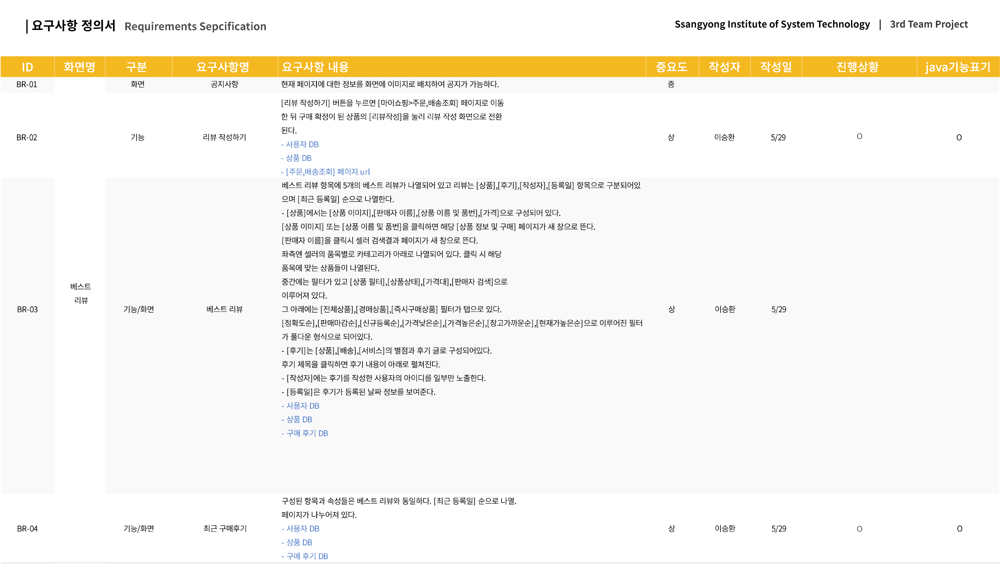 | 요구사항 정의서 Requirements Sepcification
Ssangyong Institute of System Technology | 3rd Team Project
ID 화면명 구분 요구사항명 요구사항 내용 중요도 작성자 작성일 진행상황 java기능표기
BR-01 화면 공지사항 현재 페이지에 대한 정보를 화면에 이미지로 배치하여 공지가 가능하다. 중
[리뷰 작성하기] 버튼을 누르면 [마이쇼핑>주문,배송조회] 페이지로 이동
한 뒤 구매 확정이 된 상품의 [리뷰작성]을 눌러 리뷰 작성 화면으로 전환
된다.
BR-02 기능 리뷰 작성하기 상 이승환 5/29 O O
- 사용자 DB
- 상품 DB
- [주문,배송조회] 페이지 url
베스트 리뷰 항목에 5개의 베스트 리뷰가 나열되어 있고 리뷰는 [상품],[후기],[작성자],[등록일] 항목으로 구분되어있
으며 [최근 등록일] 순으로 나열한다.
- [상품]에서는 [상품 이미지],[판매자 이름],[상품 이름 및 품번],[가격]으로 구성되어 있다.
[상품 이미지] 또는 [상품 이름 및 품번]을 클릭하면 해당 [상품 정보 및 구매] 페이지가 새 창으로 뜬다.
[판매자 이름]을 클릭시 셀러 검색결과 페이지가 새 창으로 뜬다.
좌측엔 셀러의 품목별로 카테고리가 아래로 나열되어 있다. 클릭 시 해당
품목에 맞는 상품들이 나열된다.
중간에는 필터가 있고 [상품 필터],[상품상태],[가격대],[판매자 검색]으로
베스트
이루어져 있다.
리뷰
BR-03 기능/화면 베스트 리뷰 그 아래에는 [전체상품],[경매상품],[즉시구매상품] 필터가 탭으로 있다. 상 이승환 5/29
[정확도순],[판매마감순],[신규등록순],[가격낮은순],[가격높은순],[창고가까운순],[현재가높은순]으로 이루어진 필터
가 풀다운 형식으로 되어있다.
- [후기]는 [상품],[배송],[서비스]의 별점과 후기 글로 구성되어있다.
후기 제목을 클릭하면 후기 내용이 아래로 펼쳐진다.
- [작성자]에는 후기를 작성한 사용자의 아이디를 일부만 노출한다.
- [등록일]은 후기가 등록된 날짜 정보를 보여준다.
- 사용자 DB
- 상품 DB
- 구매 후기 DB
구성된 항목과 속성들은 베스트 리뷰와 동일하다. [최근 등록일] 순으로 나열.
페이지가 나누어져 있다.
BR-04 기능/화면 최근 구매후기 - 사용자 DB 상 이승환 5/29 O O
- 상품 DB
- 구매 후기 DB